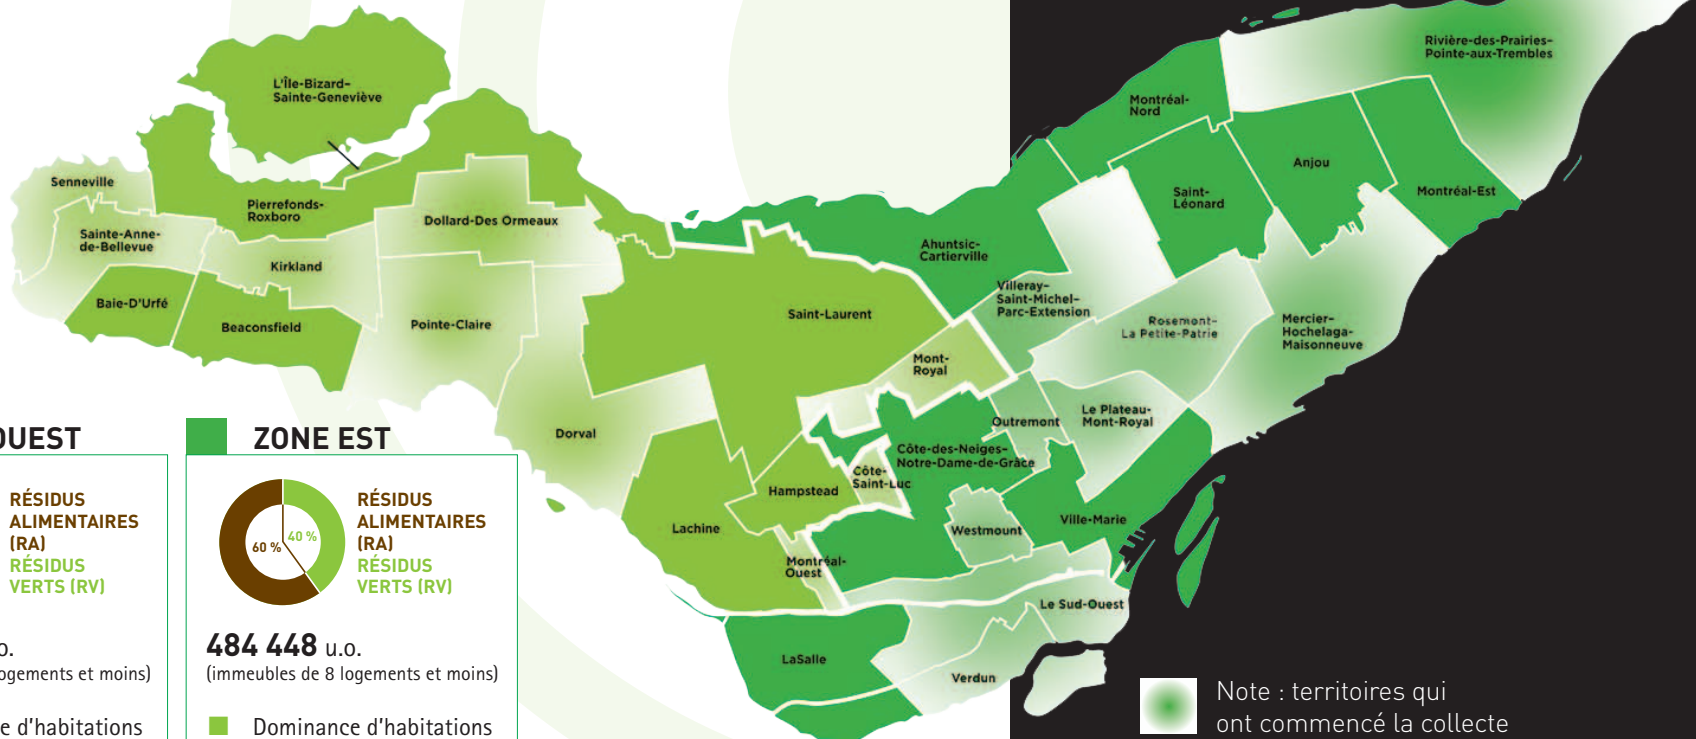 L'Île-Bizard–
Sainte-Geneviève
Senneville
Pierrefonds-
Roxboro
Sainte-Anne-
de-Bellevue
Dollard-Des Ormeaux
Kirkland
Baie-D'Urfé
Beaconsfield
Pointe-Claire
Dorval
Saint-Laurent
Mont-
Royal
Hampstead
Côte-
Saint-Luc
Lachine
Montréal-
Ouest
Rivière-des-Prairies–
Pointe-aux-Trembles
Montréal-
Nord
Anjou
Montréal-Est
Saint-
Léonard
Ahuntsic-
Cartierville
Villeray–
Saint-Michel–
Parc-Extension
Rosemont–
La Petite-Patrie
Mercier–
Hochelaga-
Maisonneuve
Outremont
Le Plateau-
Mont-Royal
Côte-des-Neiges–
Notre-Dame-de-Grâce
Westmount
Ville-Marie
Le Sud-Ouest
LaSalle
Verdun
OUEST
RÉSIDUS
ALIMENTAIRES
(RA)
RÉSIDUS
VERTS (RV)
o.
ogements et moins)
e d'habitations
ZONE EST
60 %
40 %
RÉSIDUS
ALIMENTAIRES
(RA)
RÉSIDUS
VERTS (RV)
484 448 u.o.
(immeubles de 8 logements et moins)
Dominance d'habitations
Note : territoires qui
ont commencé la collecte